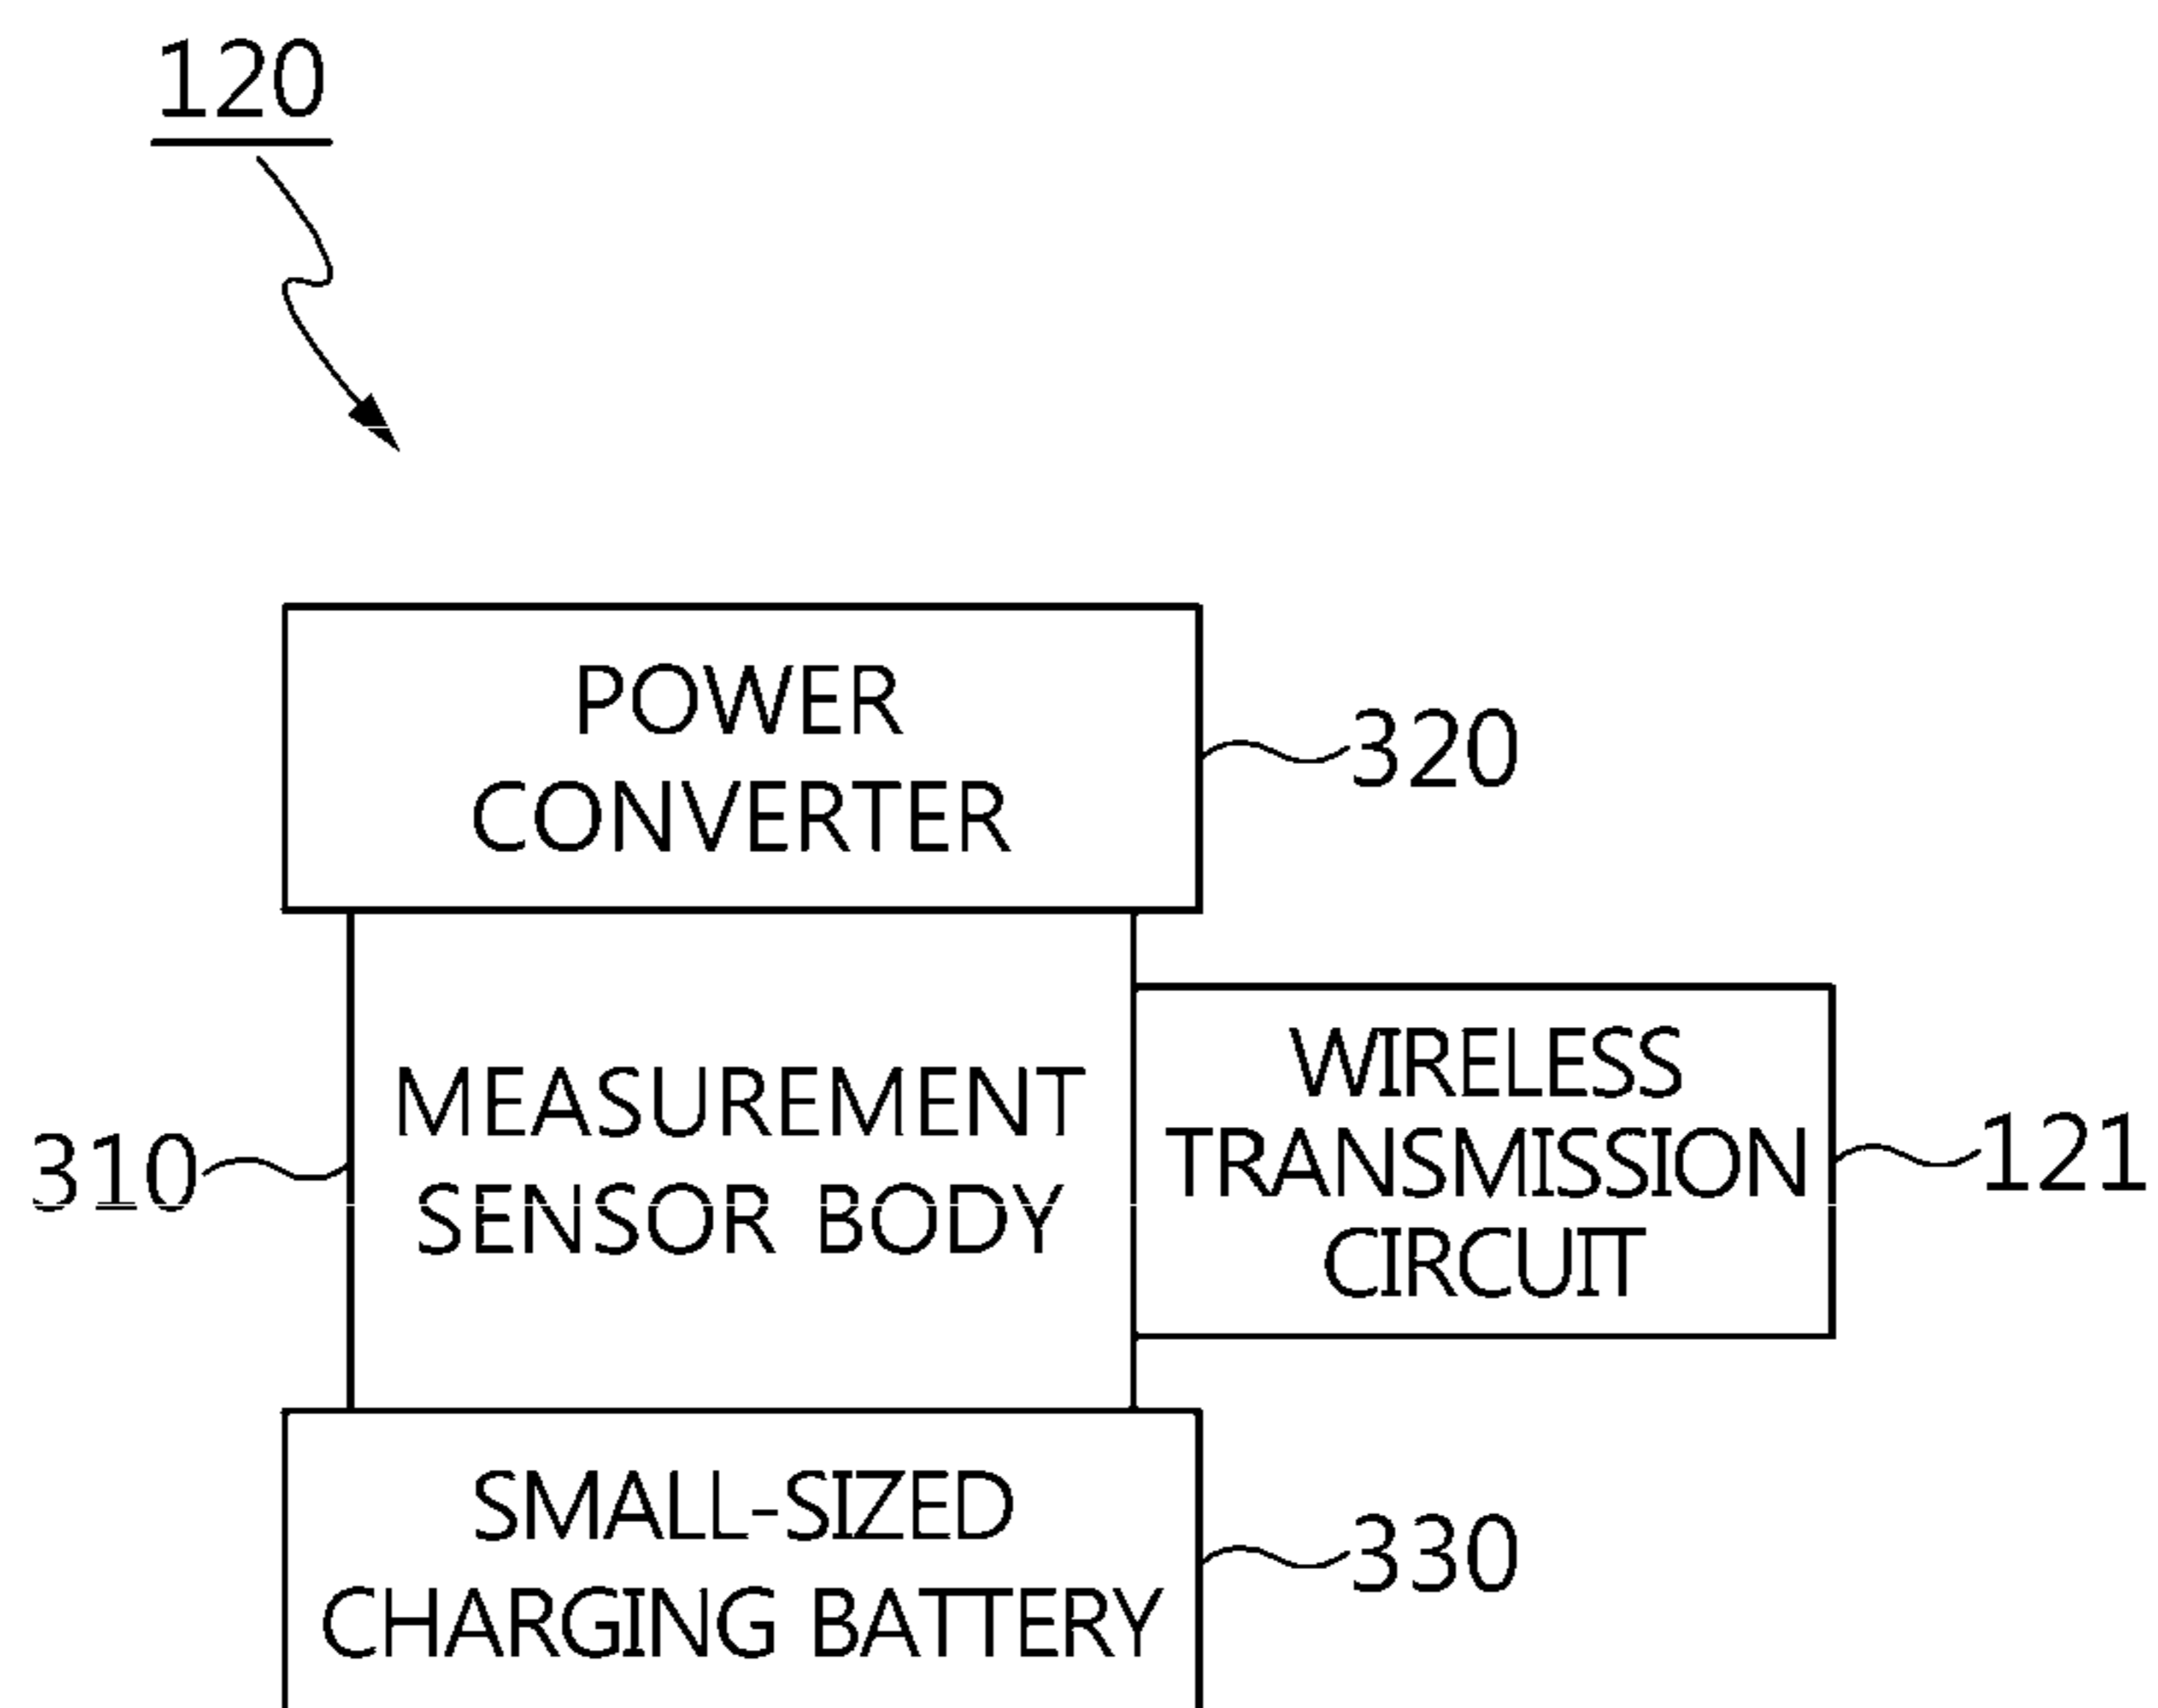 120
POWER
CONVERTER
320
MEASUREMENT
SENSOR BODY
310
WIRELESS
TRANSMISSION
CIRCUIT
121
SMALL-SIZED
CHARGING BATTERY
330